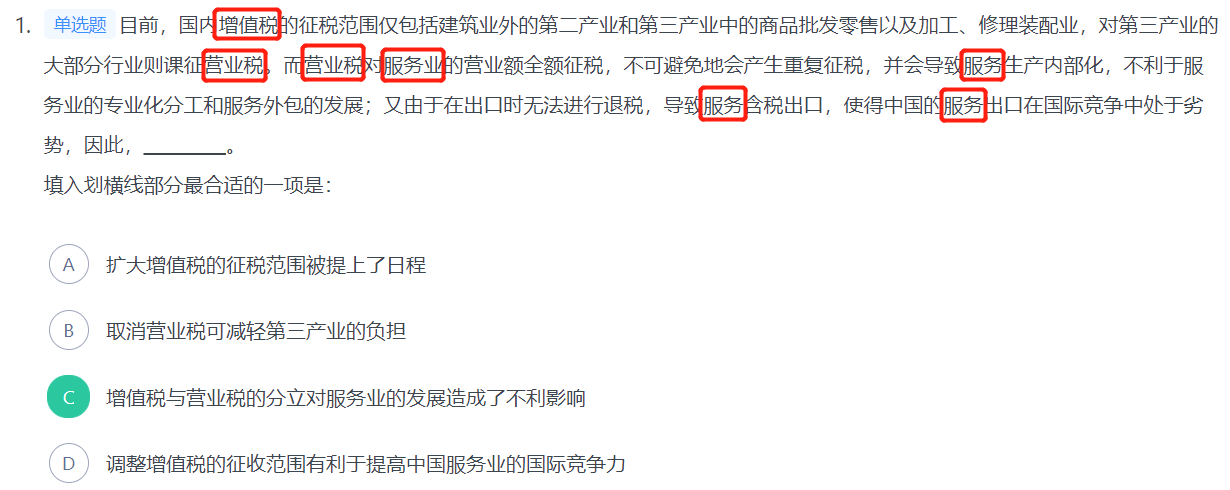 1. 单选题 目前，国内增值税的征税范围仅包括建筑业外的第二产业和第三产业中的商品批发零售以及加工、修理装配业，对第三产业的
大部分行业则课征营业税。而营业税对服务业的营业额全额征税，不可避免地会产生重复征税，并会导致服务生产内部化，不利于服
务业的专业化分工和服务外包的发展；又由于在出口时无法进行退税，导致服务含税出口，使得中国的服务出口在国际竞争中处于劣
势，因此，________。
填入划横线部分最合适的一项是：
A 扩大增值税的征税范围被提上了日程
B 取消营业税可减轻第三产业的负担
C 增值税与营业税的分立对服务业的发展造成了不利影响
D 调整增值税的征收范围有利于提高中国服务业的国际竞争力